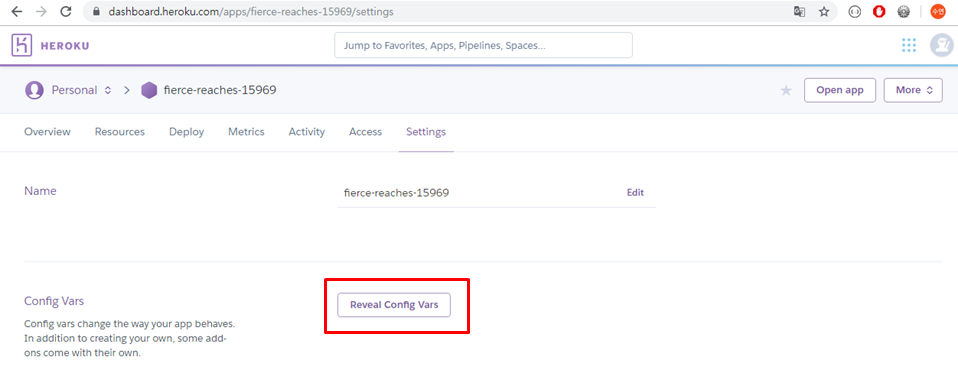 dashboard.heroku.com/apps/fierce-reaches-15969/settings
수연
HEROKU
Jump to Favorites, Apps, Pipelines, Spaces...
Personal
fierce-reaches-15969
Open app
More
Overview
Resources
Deploy
Metrics
Activity
Access
Settings
Name
fierce-reaches-15969
Edit
Config Vars
Reveal Config Vars
Config vars change the way your app behaves.
In addition to creating your own, some add-
ons come with their own.